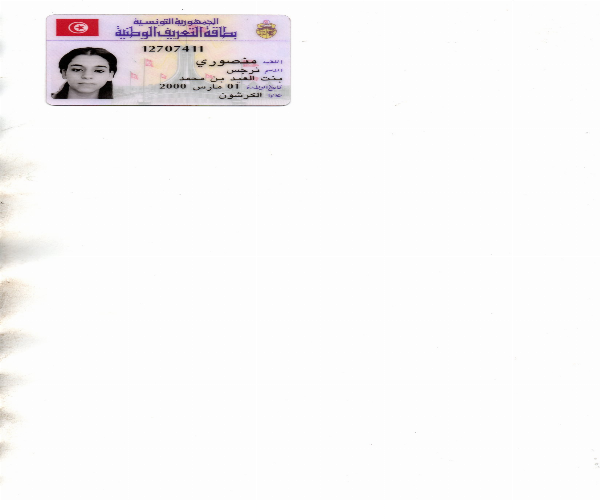 الجمهورية التونسية
بطاقة التعريف الوطنية
12707411
اللقب منصوري
الاسم نرجس
بنت العيد بن محمد
تاريخ الولادة 01 مارس 2000
مكانها الكرشون